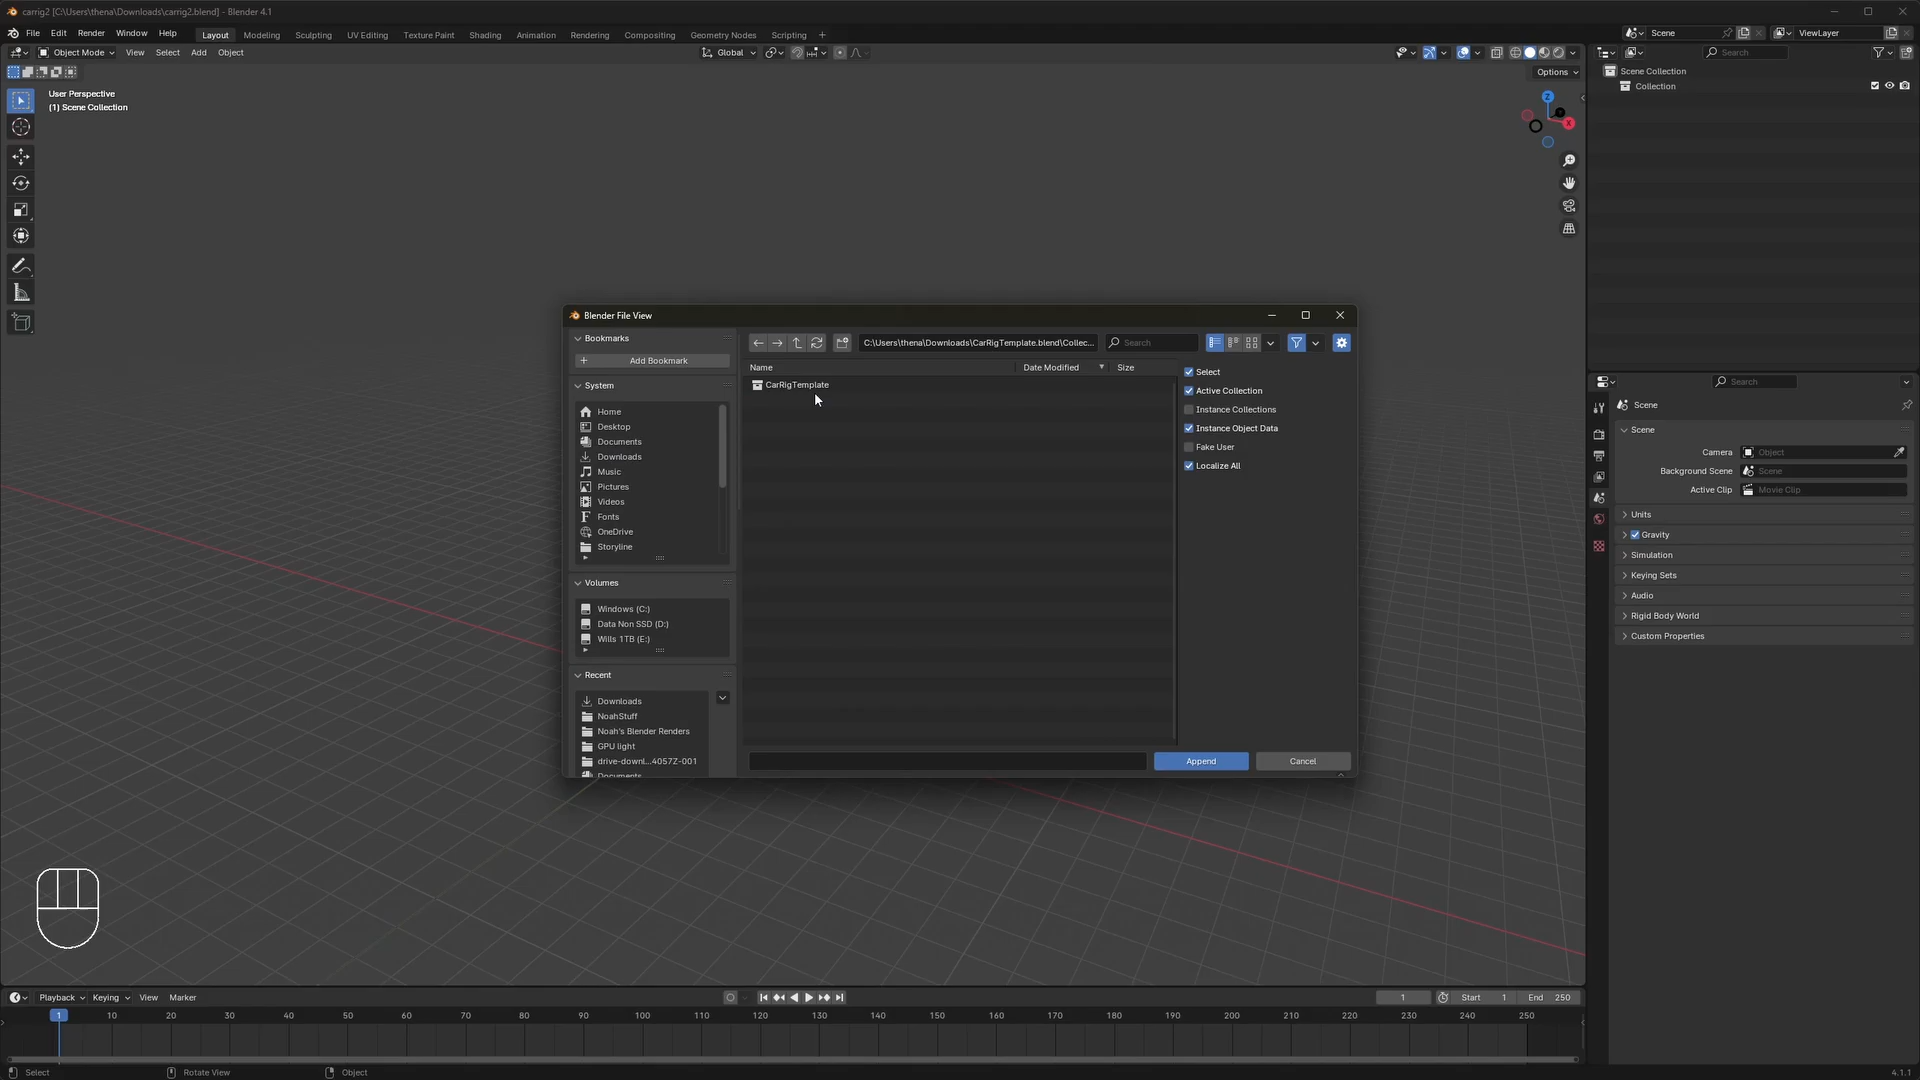 carrig2 [C:\Users\thena\Downloads\carrig2.blend] - Blender 4.1
File Edit Render Window Help
Layout Modeling Sculpting UV Editing Texture Paint Shading Animation Rendering Compositing Geometry Nodes Scripting +
Scene
ViewLayer
Object Mode View Select Add Object
Global
Search
Options
User Perspective
(1) Scene Collection
Z
X
Scene Collection
Collection
Blender File View
Bookmarks
Add Bookmark
System
Home
Desktop
Documents
Downloads
Music
Pictures
Videos
Fonts
OneDrive
Storyline
Volumes
Windows (C:)
Data Non SSD (D:)
Wills 1TB (E:)
Recent
Downloads
NoahStuff
Noah's Blender Renders
GPU light
drive-downl...4057Z-001
Documents
C:\Users\thena\Downloads\CarRigTemplate.blend\Collec...
Search
Name Date Modified Size
CarRigTemplate
Select
Active Collection
Instance Collections
Instance Object Data
Fake User
Localize All
Append
Cancel
Search
Scene
Scene
Camera Object
Background Scene Scene
Active Clip Movie Clip
Units
Gravity
Simulation
Keying Sets
Audio
Rigid Body World
Custom Properties
Playback Keying View Marker
1 Start 1 End 250
1 10 20 30 40 50 60 70 80 90 100 110 120 130 140 150 160 170 180 190 200 210 220 230 240 250
Select Rotate View Object
4.1.1